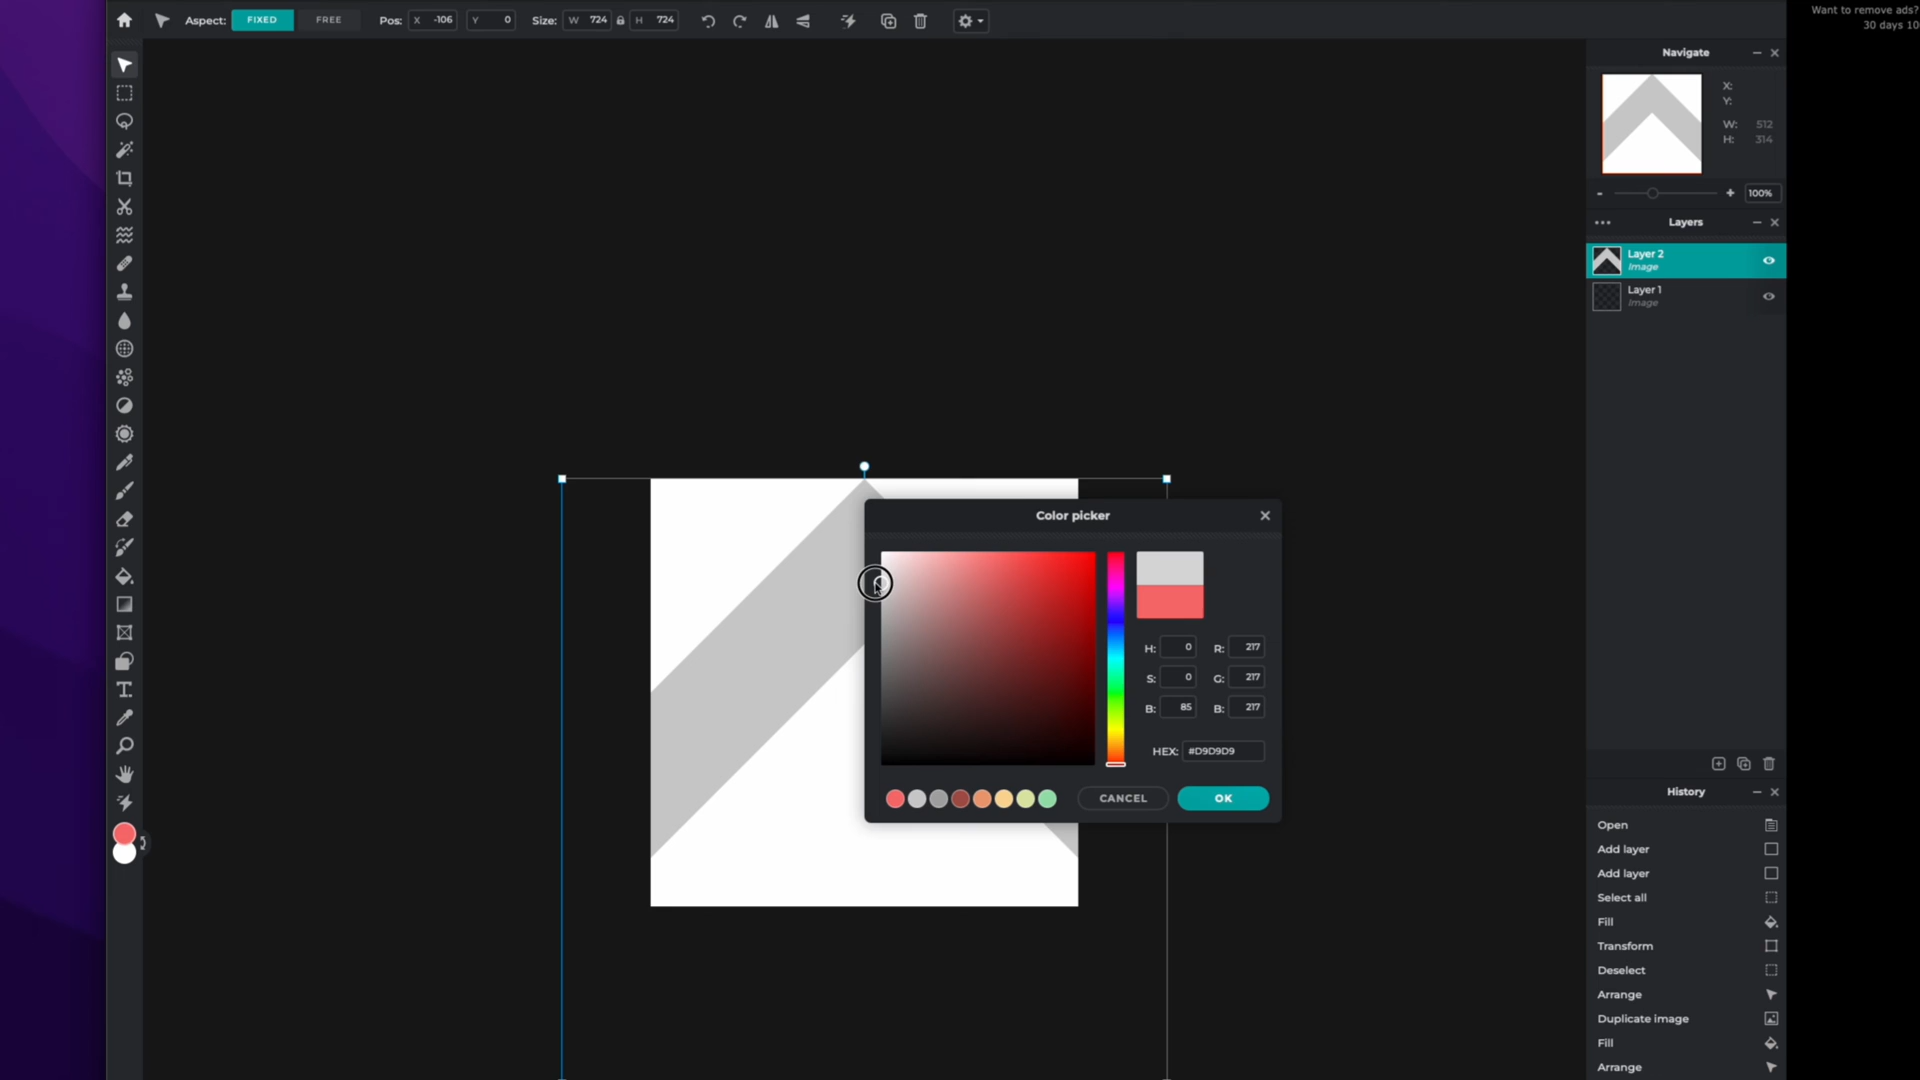 Aspect: FIXED FREE Pos: X -106 Y 0 Size: W 724 H 724
Want to remove ads?
30 days 10
Navigate
X:
Y:
W: 512
H: 314
- + 100%
Layers
Layer 2
Image
Layer 1
Image
Color picker
H: 0 R: 217
S: 0 G: 217
B: 85 B: 217
HEX: #D9D9D9
CANCEL OK
History
Open
Add layer
Add layer
Select all
Fill
Transform
Deselect
Arrange
Duplicate image
Fill
Arrange
T.